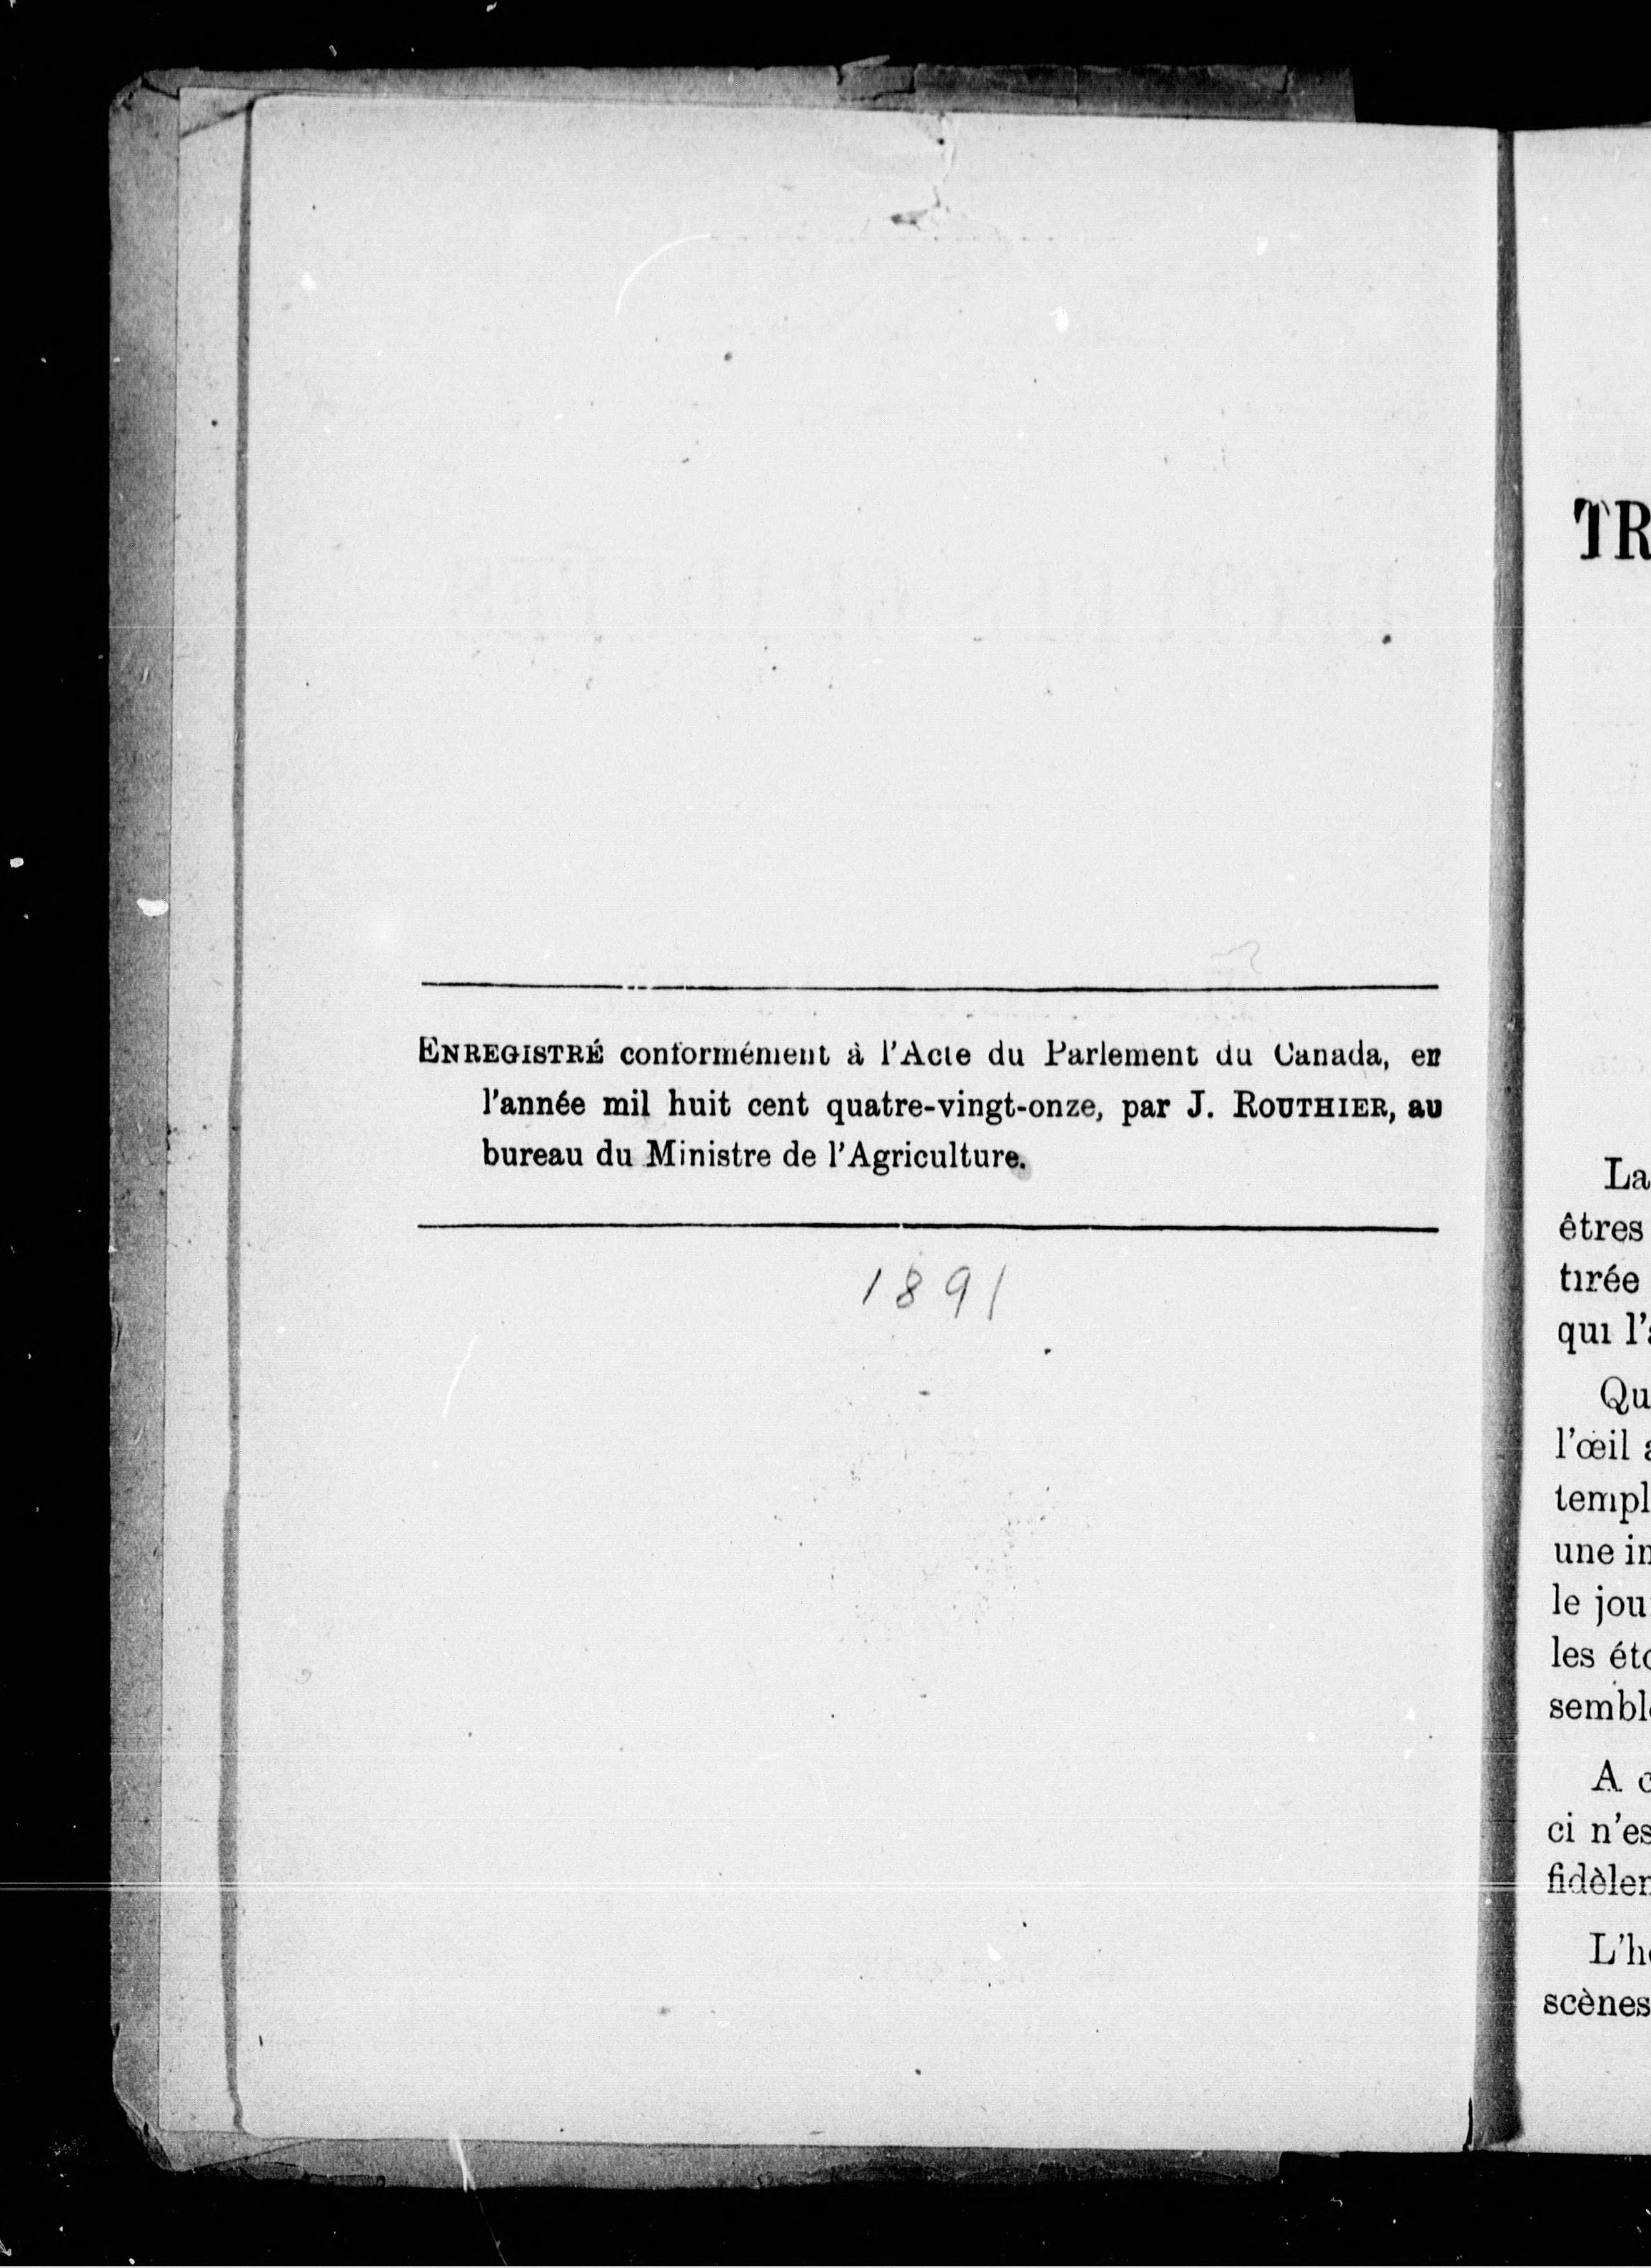 ENREGISTRÉ conformément à l'Acte du Parlement du Canada, en
l'année mil huit cent quatre-vingt-onze, par J. ROUTHIER, au
bureau du Ministre de l'Agriculture.
1891
TR
La
êtres
tirée
qui l'
Qu
l'œil
templ
une in
le jou
les éto
semble
A c
ci n'es
fidèlem
L'h
scènes